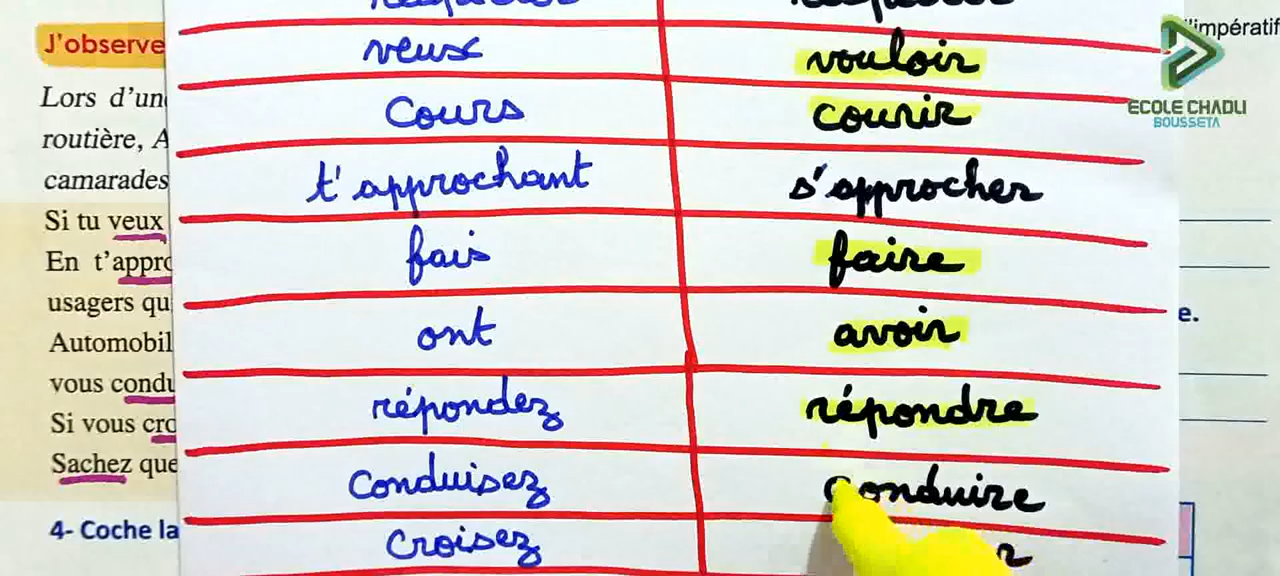 l'impératif
J'observe
veux vouloir
ECOLE CHADLI
BOUSSETA
Lors d'un
cours courir
routière, A
camarades
t'approchant s'approcher
Si tu veux
En t'appro
fais faire
usagers qu
e.
Automobil
ont avoir
vous condu
répondez répondre
Si vous cro
Sachez que
Conduisez conduire
4- Coche la
Croisez